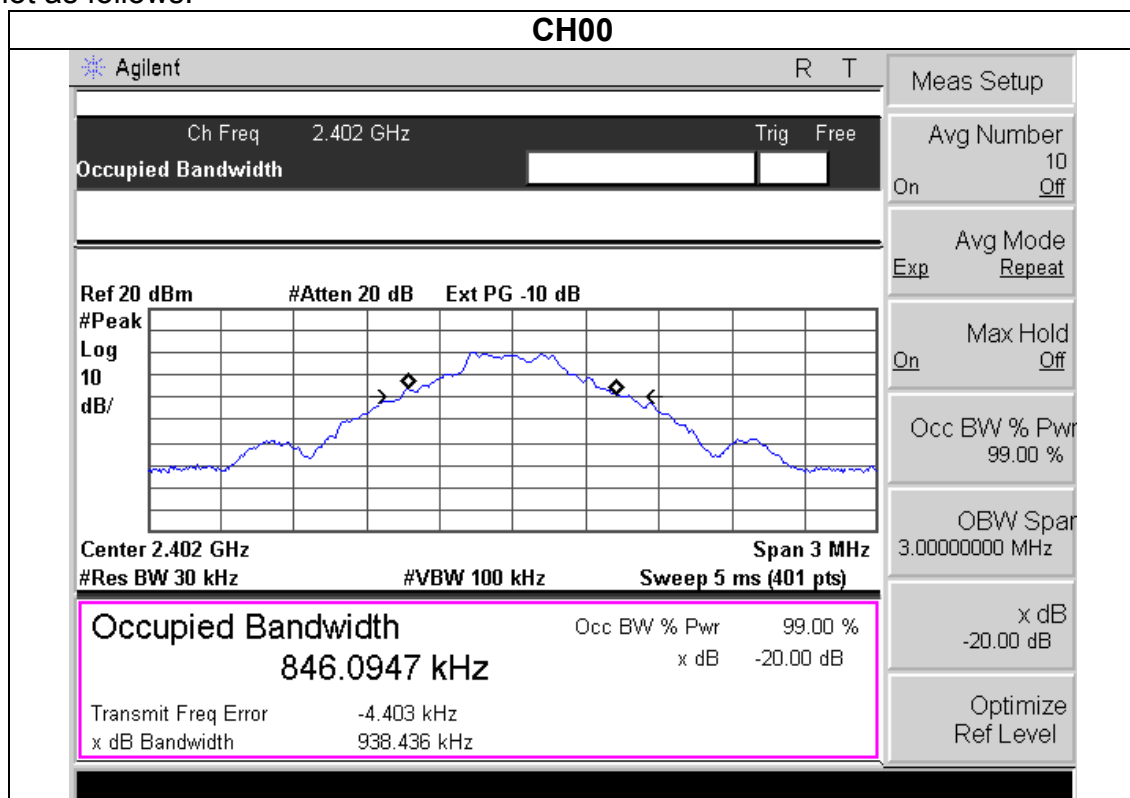 CH00
Agilent R T
Meas Setup
Ch Freq 2.402 GHz Trig Free
Occupied Bandwidth
Avg Number
10
On Off
Avg Mode
Exp Repeat
Ref 20 dBm #Atten 20 dB Ext PG -10 dB
#Peak
Log
10
dB/
Max Hold
On Off
Occ BW % Pwr
99.00 %
OBW Span
3.00000000 MHz
Center 2.402 GHz Span 3 MHz
#Res BW 30 kHz #VBW 100 kHz Sweep 5 ms (401 pts)
Occupied Bandwidth
846.0947 kHz
Occ BW % Pwr 99.00 %
x dB -20.00 dB
Transmit Freq Error -4.403 kHz
x dB Bandwidth 938.436 kHz
x dB
-20.00 dB
Optimize
Ref Level